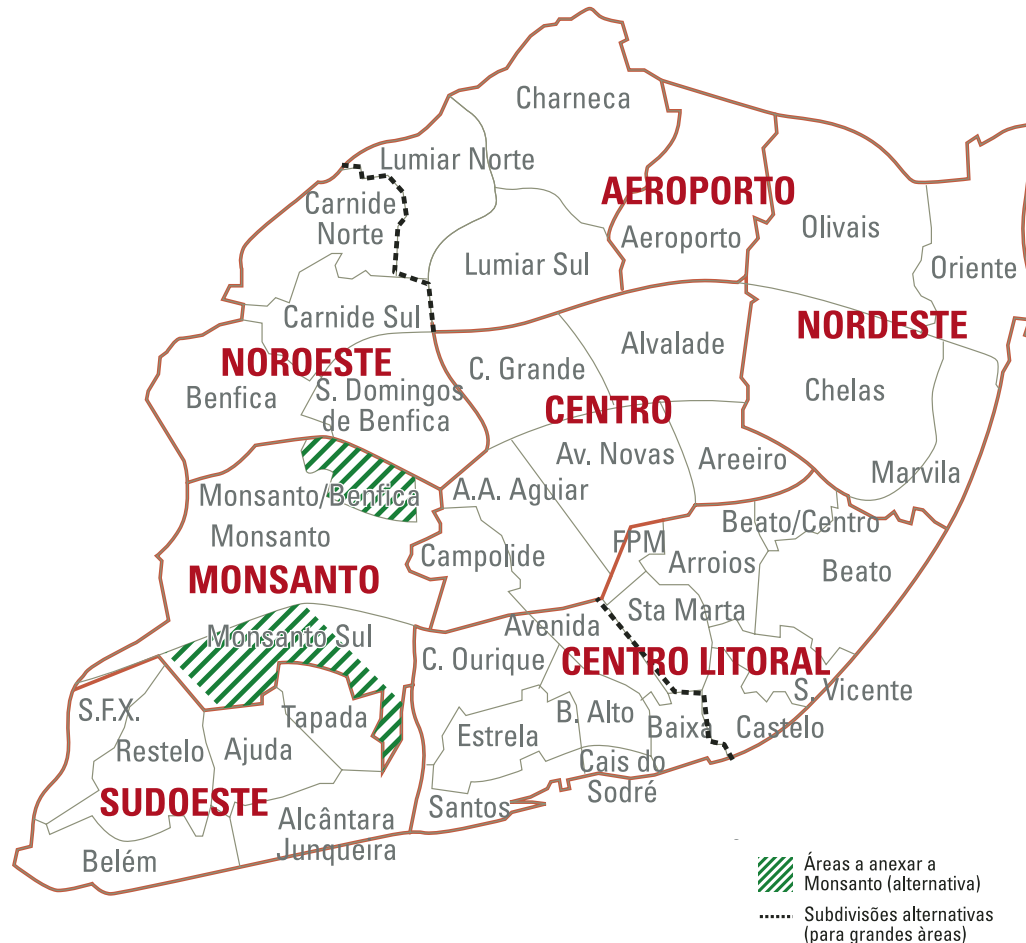 Charneca
Lumiar Norte
AEROPORTO
Carnide
Norte
Olivais
Aeroporto
Lumiar Sul
Oriente
Carnide Sul
NORDESTE
Alvalade
NOROESTE
C. Grande
Benfica
S. Domingos
de Benfica
Chelas
CENTRO
Av. Novas
Areeiro
Marvila
Monsanto/Benfica
A.A. Aguiar
Beato/Centro
Monsanto
FPM
Campolide
Arroios
Beato
MONSANTO
Sta Marta
Avenida
Monsanto Sul
C. Ourique
CENTRO LITORAL
S. Vicente
S.F.X.
Tapada
B. Alto
Baixa
Castelo
Restelo
Ajuda
Estrela
Cais do
Sodré
SUDOESTE
Santos
Alcântara
Junqueira
Belém
Áreas a anexar a
Monsanto (alternativa)
Subdivisões alternativas
(para grandes àreas)